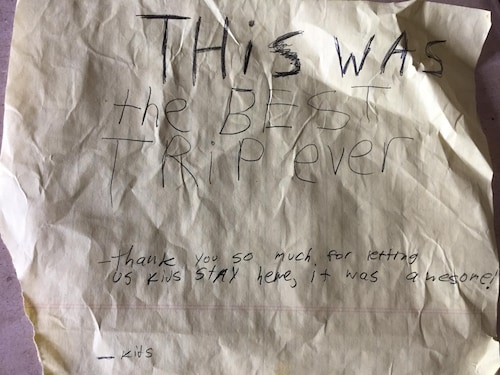 THiS WAS
the BEST
TRiP ever
-Thank you so much for letting
us kids STAY here, it was awesome!
- kids